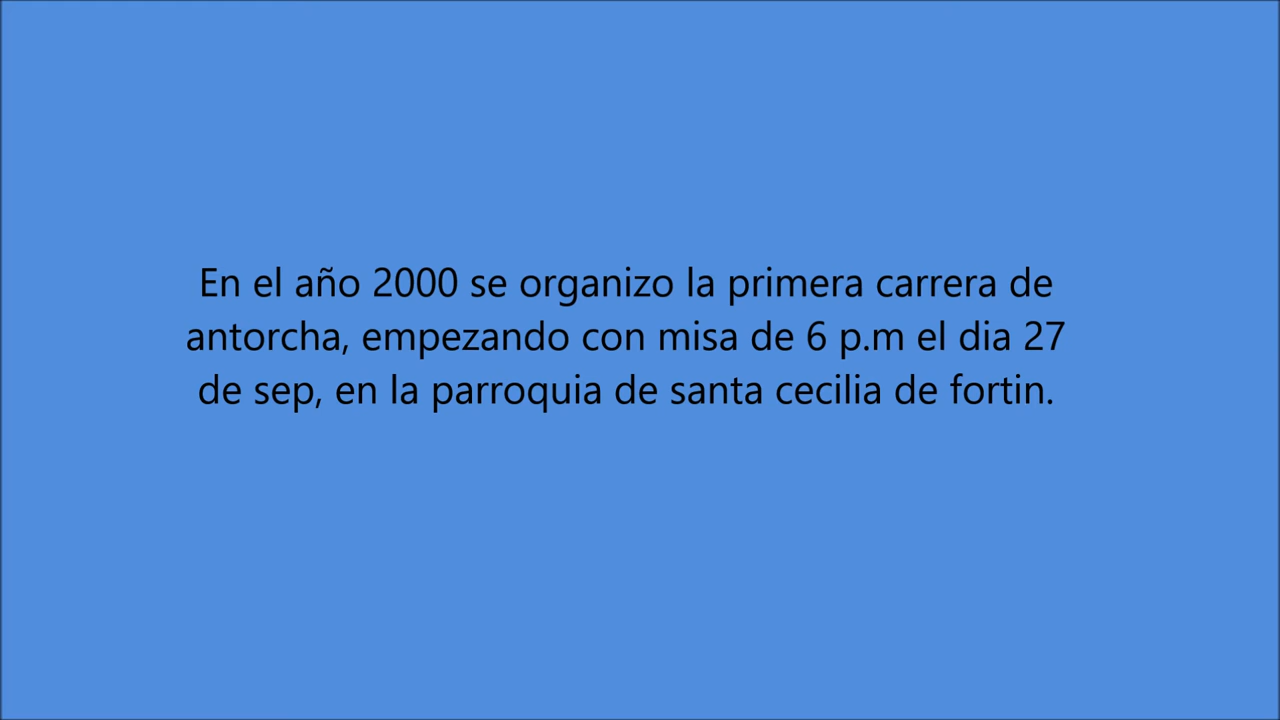 En el año 2000 se organizo la primera carrera de
antorcha, empezando con misa de 6 p.m el dia 27
de sep, en la parroquia de santa cecilia de fortin.